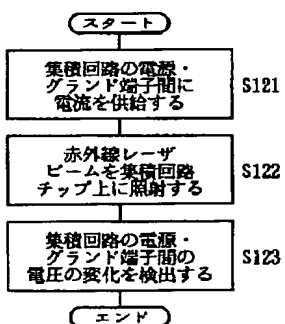 スタート
集積回路の電源・
グランド端子間に
電流を供給する
S121
赤外線レーザ
ビームを集積回路
チップ上に照射する
S122
集積回路の電源・
グランド端子間の
電圧の変化を検出する
S123
エンド